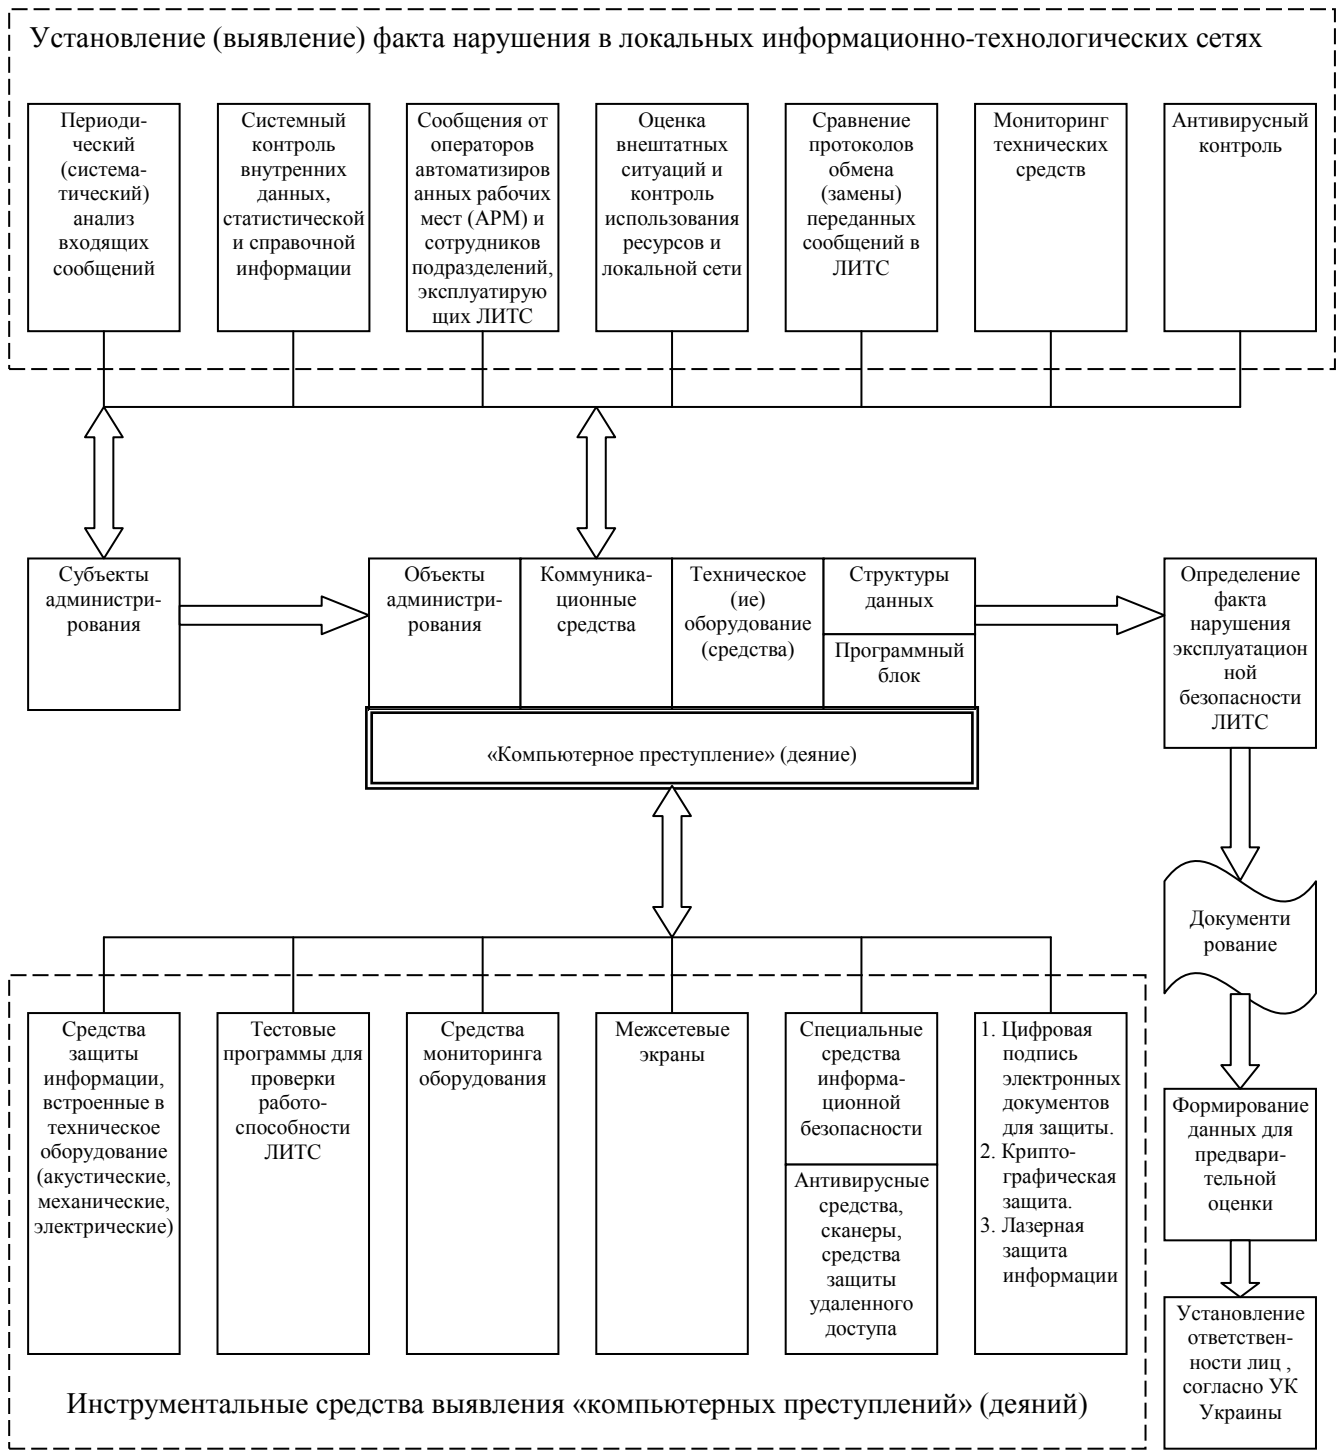 Установление (выявление) факта нарушения в локальных информационно-технологических сетях
Периоди-
ческий
(система-
тический)
анализ
входящих
сообщений
Системный
контроль
внутренних
данных,
статистической
и справочной
информации
Сообщения от
операторов
автоматизиров
анных рабочих
мест (АРМ) и
сотрудников
подразделений,
эксплуатирую
щих ЛИТС
Оценка
внештатных
ситуаций и
контроль
использования
ресурсов и
локальной сети
Сравнение
протоколов
обмена
(замены)
переданных
сообщений в
ЛИТС
Мониторинг
технических
средств
Антивирусный
контроль
Субъекты
администри-
рования
Объекты
администри-
рования
Коммуника-
ционные
средства
Техническое
(ие)
оборудование
(средства)
Структуры
данных
Программный
блок
Определение
факта
нарушения
эксплуатацион
ной
безопасности
ЛИТС
«Компьютерное преступление» (деяние)
Документи
рование
Средства
защиты
информации,
встроенные в
техническое
оборудование
(акустические,
механические,
электрические)
Тестовые
программы для
проверки
работо-
способности
ЛИТС
Средства
мониторинга
оборудования
Межсетевые
экраны
Специальные
средства
информа-
ционной
безопасности
Антивирусные
средства,
сканеры,
средства
защиты
удаленного
доступа
1. Цифровая
подпись
электронных
документов
для защиты.
2. Крипто-
графическая
защита.
3. Лазерная
защита
информации
Формирование
данных для
предвари-
тельной
оценки
Установление
ответствен-
ности лиц ,
согласно УК
Украины
Инструментальные средства выявления «компьютерных преступлений» (деяний)